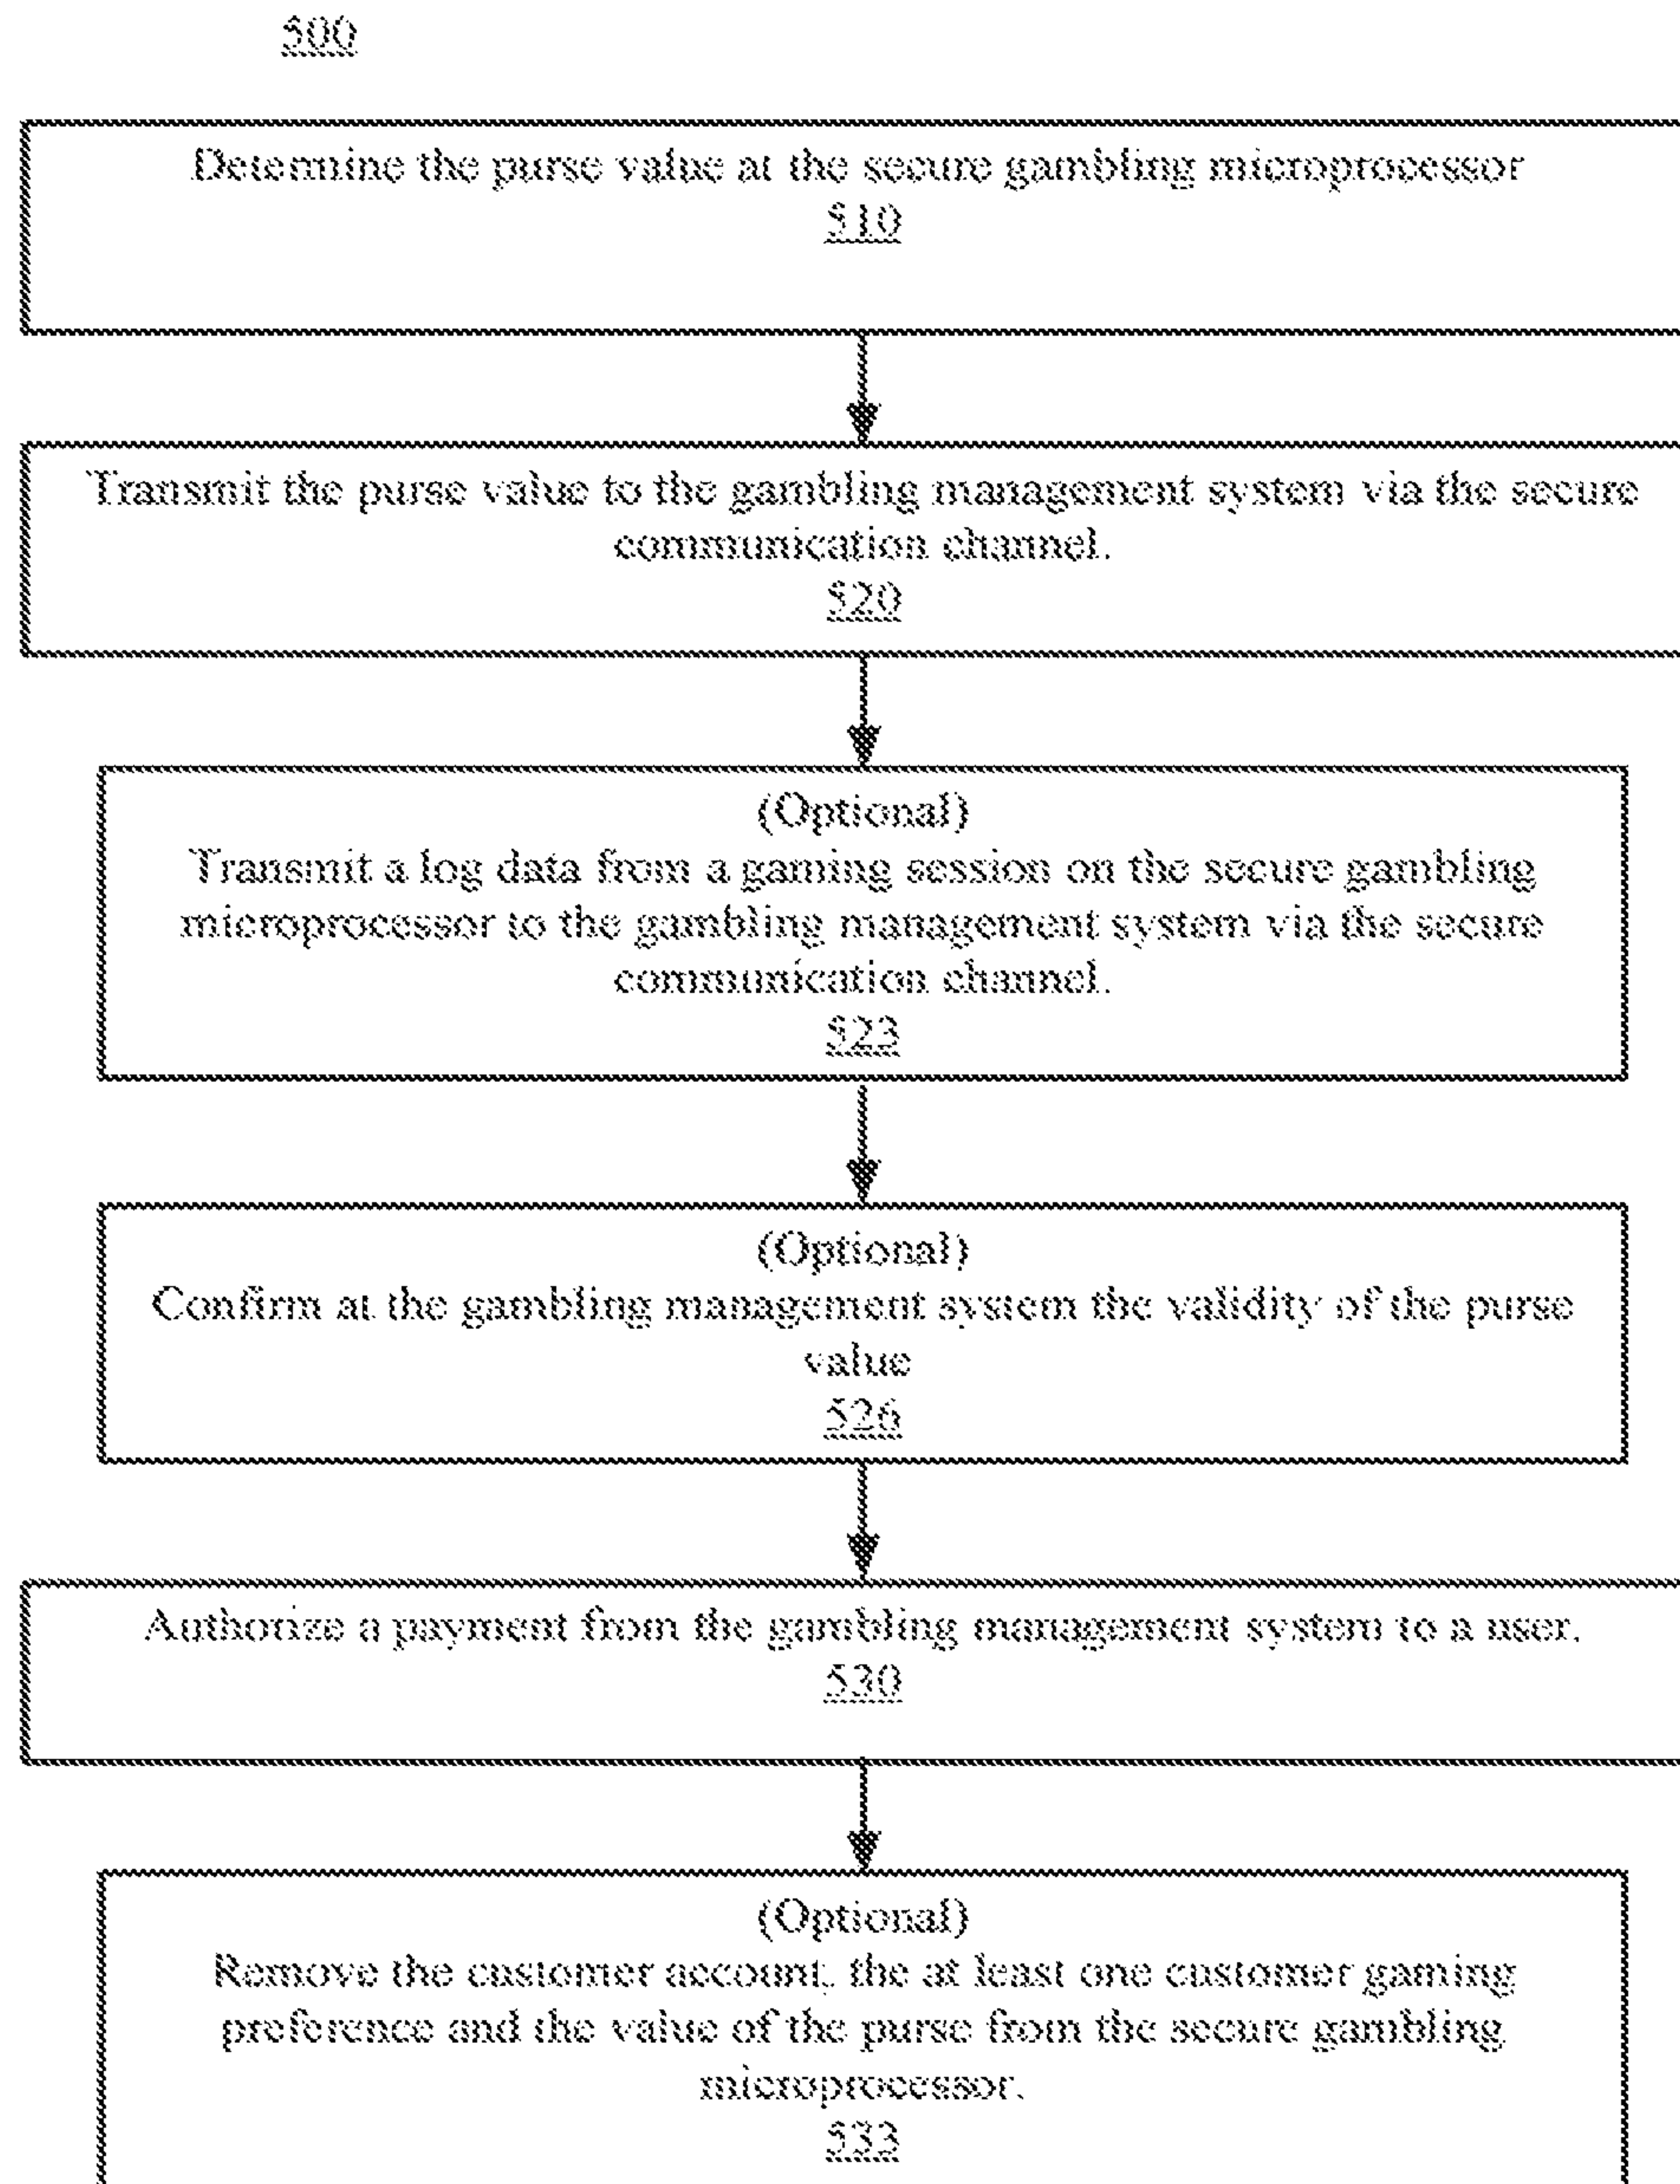 500
Determine the purse value at the secure gambling microprocessor
510
Transmit the purse value to the gambling management system via the secure
communication channel.
520
(Optional)
Transmit a log data from a gaming session on the secure gambling
microprocessor to the gambling management system via the secure
communication channel.
523
(Optional)
Confirm at the gambling management system the validity of the purse
value
526
Authorize a payment from the gambling management system to a user.
530
(Optional)
Remove the customer account, the at least one customer gaming
preference and the value of the purse from the secure gambling
microprocessor.
533